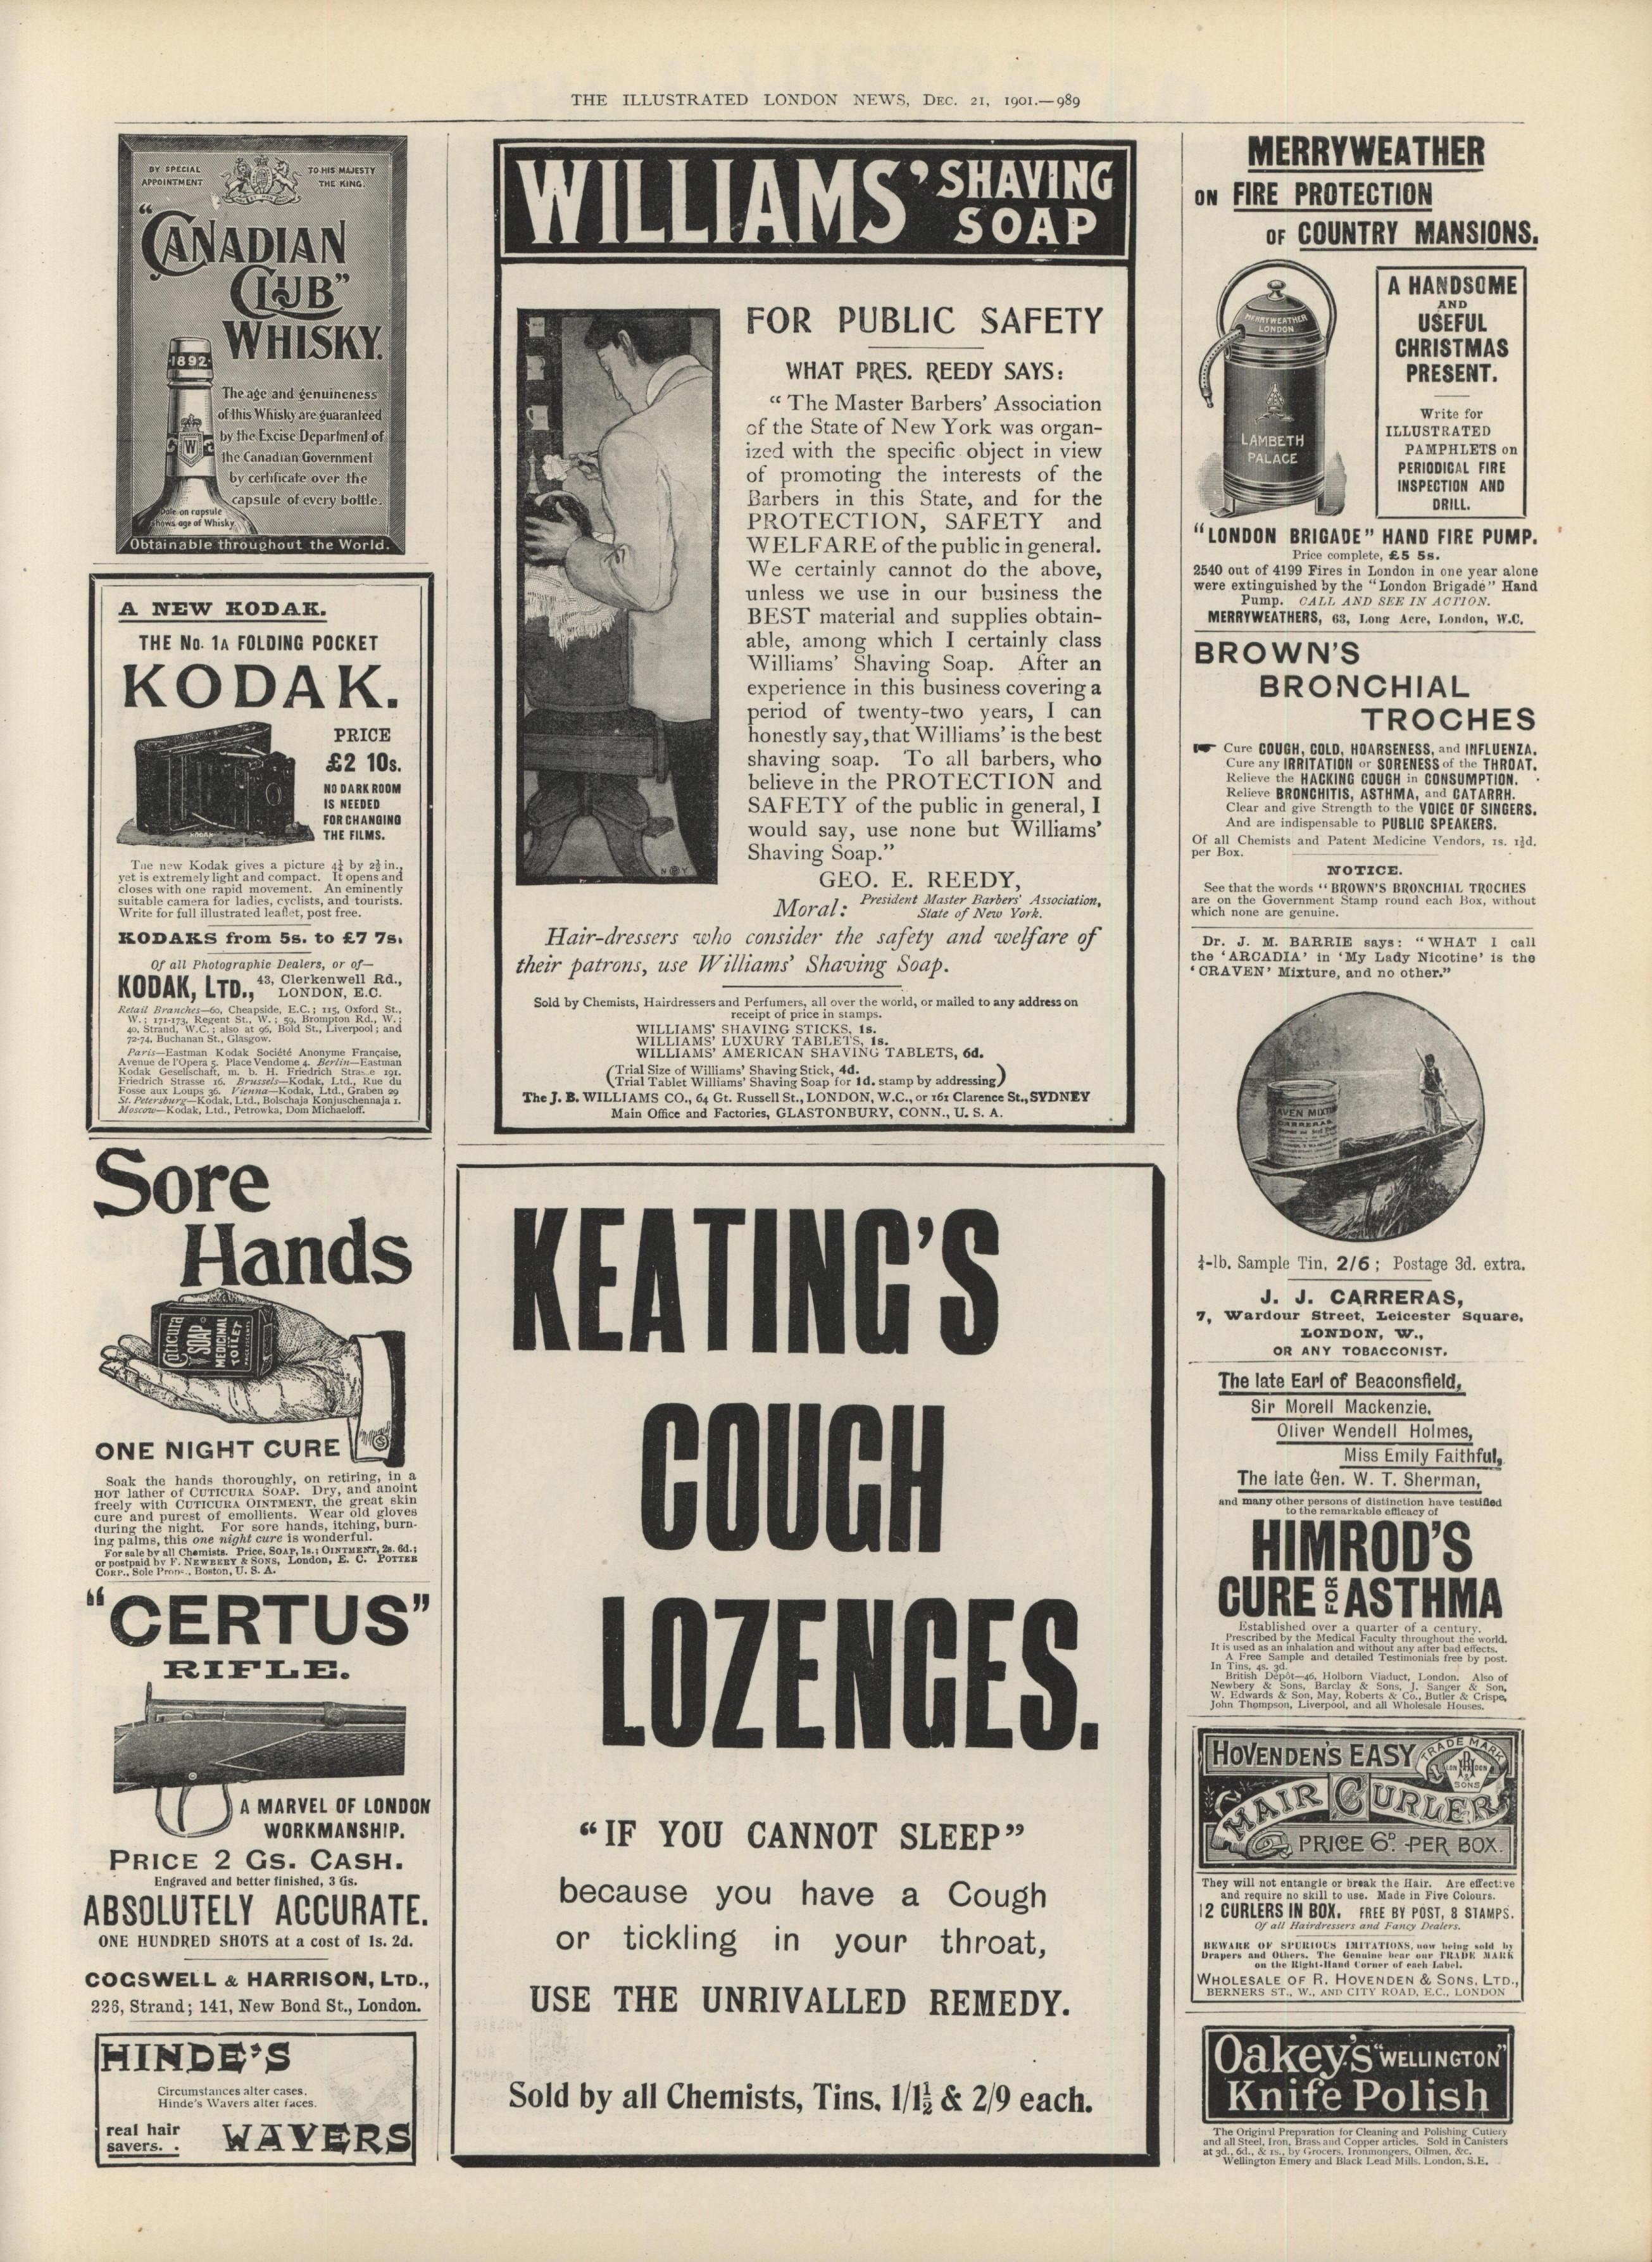 THE ILLUSTRATED LONDON NEWS, DEC. 21, 1901.—989
BY SPECIAL APPOINTMENT
TO HIS MAJESTY THE KING.
"CANADIAN
CLUB"
WHISKY.
1892
The age and genuineness
of this Whisky are guaranteed
by the Excise Department of
the Canadian Government
by certificate over the
capsule of every bottle.
W
Date on capsule
shows age of Whisky
Obtainable throughout the World.
A NEW KODAK.
THE No. 1A FOLDING POCKET
KODAK.
PRICE
£2 10s.
NO DARK ROOM
IS NEEDED
FOR CHANGING
THE FILMS.
KODAK
The new Kodak gives a picture 4¼ by 2½ in.,
yet is extremely light and compact. It opens and
closes with one rapid movement. An eminently
suitable camera for ladies, cyclists, and tourists.
Write for full illustrated leaflet, post free.
KODAKS from 5s. to £7 7s.
Of all Photographic Dealers, or of—
KODAK, LTD., 43, Clerkenwell Rd.,
LONDON, E.C.
Retail Branches—60, Cheapside, E.C.; 115, Oxford St.,
W.; 171-173, Regent St., W.; 59, Brompton Rd., W.;
40, Strand, W.C.; also at 96, Bold St., Liverpool; and
72-74, Buchanan St., Glasgow.
Paris—Eastman Kodak Société Anonyme Française,
Avenue de l'Opera 5, Place Vendome 4. Berlin—Eastman
Kodak Gesellschaft, m. b. H. Friedrich Strasse 191,
Friedrich Strasse 16. Brussels—Kodak, Ltd., Rue du
Fosse aux Loups 36. Vienna—Kodak, Ltd., Graben 29
St. Petersburg—Kodak, Ltd., Bolschaja Konjuschennaja 1.
Moscow—Kodak, Ltd., Petrowka, Dom Michaeloff.
Sore
Hands
Cuticura
SOAP
MEDICINAL
TOILET
ONE NIGHT CURE
Soak the hands thoroughly, on retiring, in a
HOT lather of CUTICURA SOAP. Dry, and anoint
freely with CUTICURA OINTMENT, the great skin
cure and purest of emollients. Wear old gloves
during the night. For sore hands, itching, burn-
ing palms, this one night cure is wonderful.
For sale by all Chemists. Price, SOAP, 1s.; OINTMENT, 2s. 6d.;
or postpaid by F. NEWBERY & SONS, London, E. C. POTTER
CORP., Sole Props., Boston, U. S. A.
"CERTUS"
RIFLE.
A MARVEL OF LONDON
WORKMANSHIP.
PRICE 2 GS. CASH.
Engraved and better finished, 3 Gs.
ABSOLUTELY ACCURATE.
ONE HUNDRED SHOTS at a cost of 1s. 2d.
COGSWELL & HARRISON, LTD.,
226, Strand; 141, New Bond St., London.
HINDE'S
Circumstances alter cases.
Hinde's Wavers alter faces.
real hair
savers. .
WAVERS
WILLIAMS' SHAVING
SOAP
FOR PUBLIC SAFETY
WHAT PRES. REEDY SAYS:
"The Master Barbers' Association
of the State of New York was organ-
ized with the specific object in view
of promoting the interests of the
Barbers in this State, and for the
PROTECTION, SAFETY and
WELFARE of the public in general.
We certainly cannot do the above,
unless we use in our business the
BEST material and supplies obtain-
able, among which I certainly class
Williams' Shaving Soap. After an
experience in this business covering a
period of twenty-two years, I can
honestly say, that Williams' is the best
shaving soap. To all barbers, who
believe in the PROTECTION and
SAFETY of the public in general, I
would say, use none but Williams'
Shaving Soap."
GEO. E. REEDY,
President Master Barbers' Association,
State of New York.
Moral:
Hair-dressers who consider the safety and welfare of
their patrons, use Williams' Shaving Soap.
Sold by Chemists, Hairdressers and Perfumers, all over the world, or mailed to any address on
receipt of price in stamps.
WILLIAMS' SHAVING STICKS, 1s.
WILLIAMS' LUXURY TABLETS, 1s.
WILLIAMS' AMERICAN SHAVING TABLETS, 6d.
(Trial Size of Williams' Shaving Stick, 4d.
Trial Tablet Williams' Shaving Soap for 1d. stamp by addressing)
The J. B. WILLIAMS CO., 64 Gt. Russell St., LONDON, W.C., or 161 Clarence St., SYDNEY
Main Office and Factories, GLASTONBURY, CONN., U. S. A.
KEATING'S
COUGH
LOZENGES.
"IF YOU CANNOT SLEEP"
because you have a Cough
or tickling in your throat,
USE THE UNRIVALLED REMEDY.
Sold by all Chemists, Tins, 1/1½ & 2/9 each.
MERRYWEATHER
ON FIRE PROTECTION
OF COUNTRY MANSIONS.
MERRYWEATHER
LONDON
LAMBETH
PALACE
A HANDSOME
AND
USEFUL
CHRISTMAS
PRESENT.
Write for
ILLUSTRATED
PAMPHLETS on
PERIODICAL FIRE
INSPECTION AND
DRILL.
"LONDON BRIGADE" HAND FIRE PUMP.
Price complete, £5 5s.
2540 out of 4199 Fires in London in one year alone
were extinguished by the "London Brigade" Hand
Pump. CALL AND SEE IN ACTION.
MERRYWEATHERS, 63, Long Acre, London, W.C.
BROWN'S
BRONCHIAL
TROCHES
Cure COUGH, COLD, HOARSENESS, and INFLUENZA.
Cure any IRRITATION or SORENESS of the THROAT.
Relieve the HACKING COUGH in CONSUMPTION.
Relieve BRONCHITIS, ASTHMA, and CATARRH.
Clear and give Strength to the VOICE OF SINGERS.
And are indispensable to PUBLIC SPEAKERS.
Of all Chemists and Patent Medicine Vendors, 1s. 1½d.
per Box.
NOTICE.
See that the words "BROWN'S BRONCHIAL TROCHES
are on the Government Stamp round each Box, without
which none are genuine.
Dr. J. M. BARRIE says: "WHAT I call
the 'ARCADIA' in 'My Lady Nicotine' is the
'CRAVEN' Mixture, and no other."
CARRERAS
¼-lb. Sample Tin, 2/6; Postage 3d. extra.
J. J. CARRERAS,
7, Wardour Street, Leicester Square,
LONDON, W.,
OR ANY TOBACCONIST.
The late Earl of Beaconsfield,
Sir Morell Mackenzie,
Oliver Wendell Holmes,
Miss Emily Faithful,
The late Gen. W. T. Sherman,
and many other persons of distinction have testified
to the remarkable efficacy of
HIMROD'S
CURE FOR ASTHMA
Established over a quarter of a century.
Prescribed by the Medical Faculty throughout the world.
It is used as an inhalation and without any after bad effects.
A Free Sample and detailed Testimonials free by post.
In Tins, 4s. 3d.
British Depôt—46, Holborn Viaduct, London. Also of
Newbery & Sons, Barclay & Sons, J. Sanger & Son,
W. Edwards & Son, May, Roberts & Co., Butler & Crispe,
John Thompson, Liverpool, and all Wholesale Houses.
HOVENDEN'S EASY
TRADE MARK
LONDON
& SONS
HAIR CURLER
PRICE 6D. PER BOX.
They will not entangle or break the Hair. Are effective
and require no skill to use. Made in Five Colours.
12 CURLERS IN BOX. FREE BY POST, 8 STAMPS.
Of all Hairdressers and Fancy Dealers.
BEWARE OF SPURIOUS IMITATIONS, now being sold by
Drapers and Others. The Genuine bear our TRADE MARK
on the Right-Hand Corner of each Label.
WHOLESALE OF R. HOVENDEN & SONS, LTD.,
BERNERS ST., W., AND CITY ROAD, E.C., LONDON
Oakey's "WELLINGTON"
Knife Polish
The Original Preparation for Cleaning and Polishing Cutlery
and all Steel, Iron, Brass and Copper articles. Sold in Canisters
at 3d., 6d., & 1s., by Grocers, Ironmongers, Oilmen, &c.
Wellington Emery and Black Lead Mills, London, S.E.